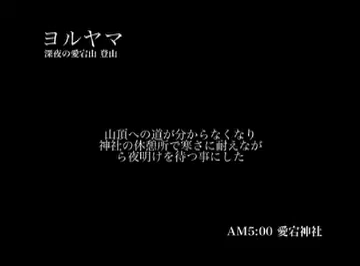 ヨルヤマ
深夜の愛宕山 登山
山頂への道が分からなくなり
神社の休憩所で寒さに耐えなが
ら夜明けを待つ事にした
AM5:00 愛宕神社